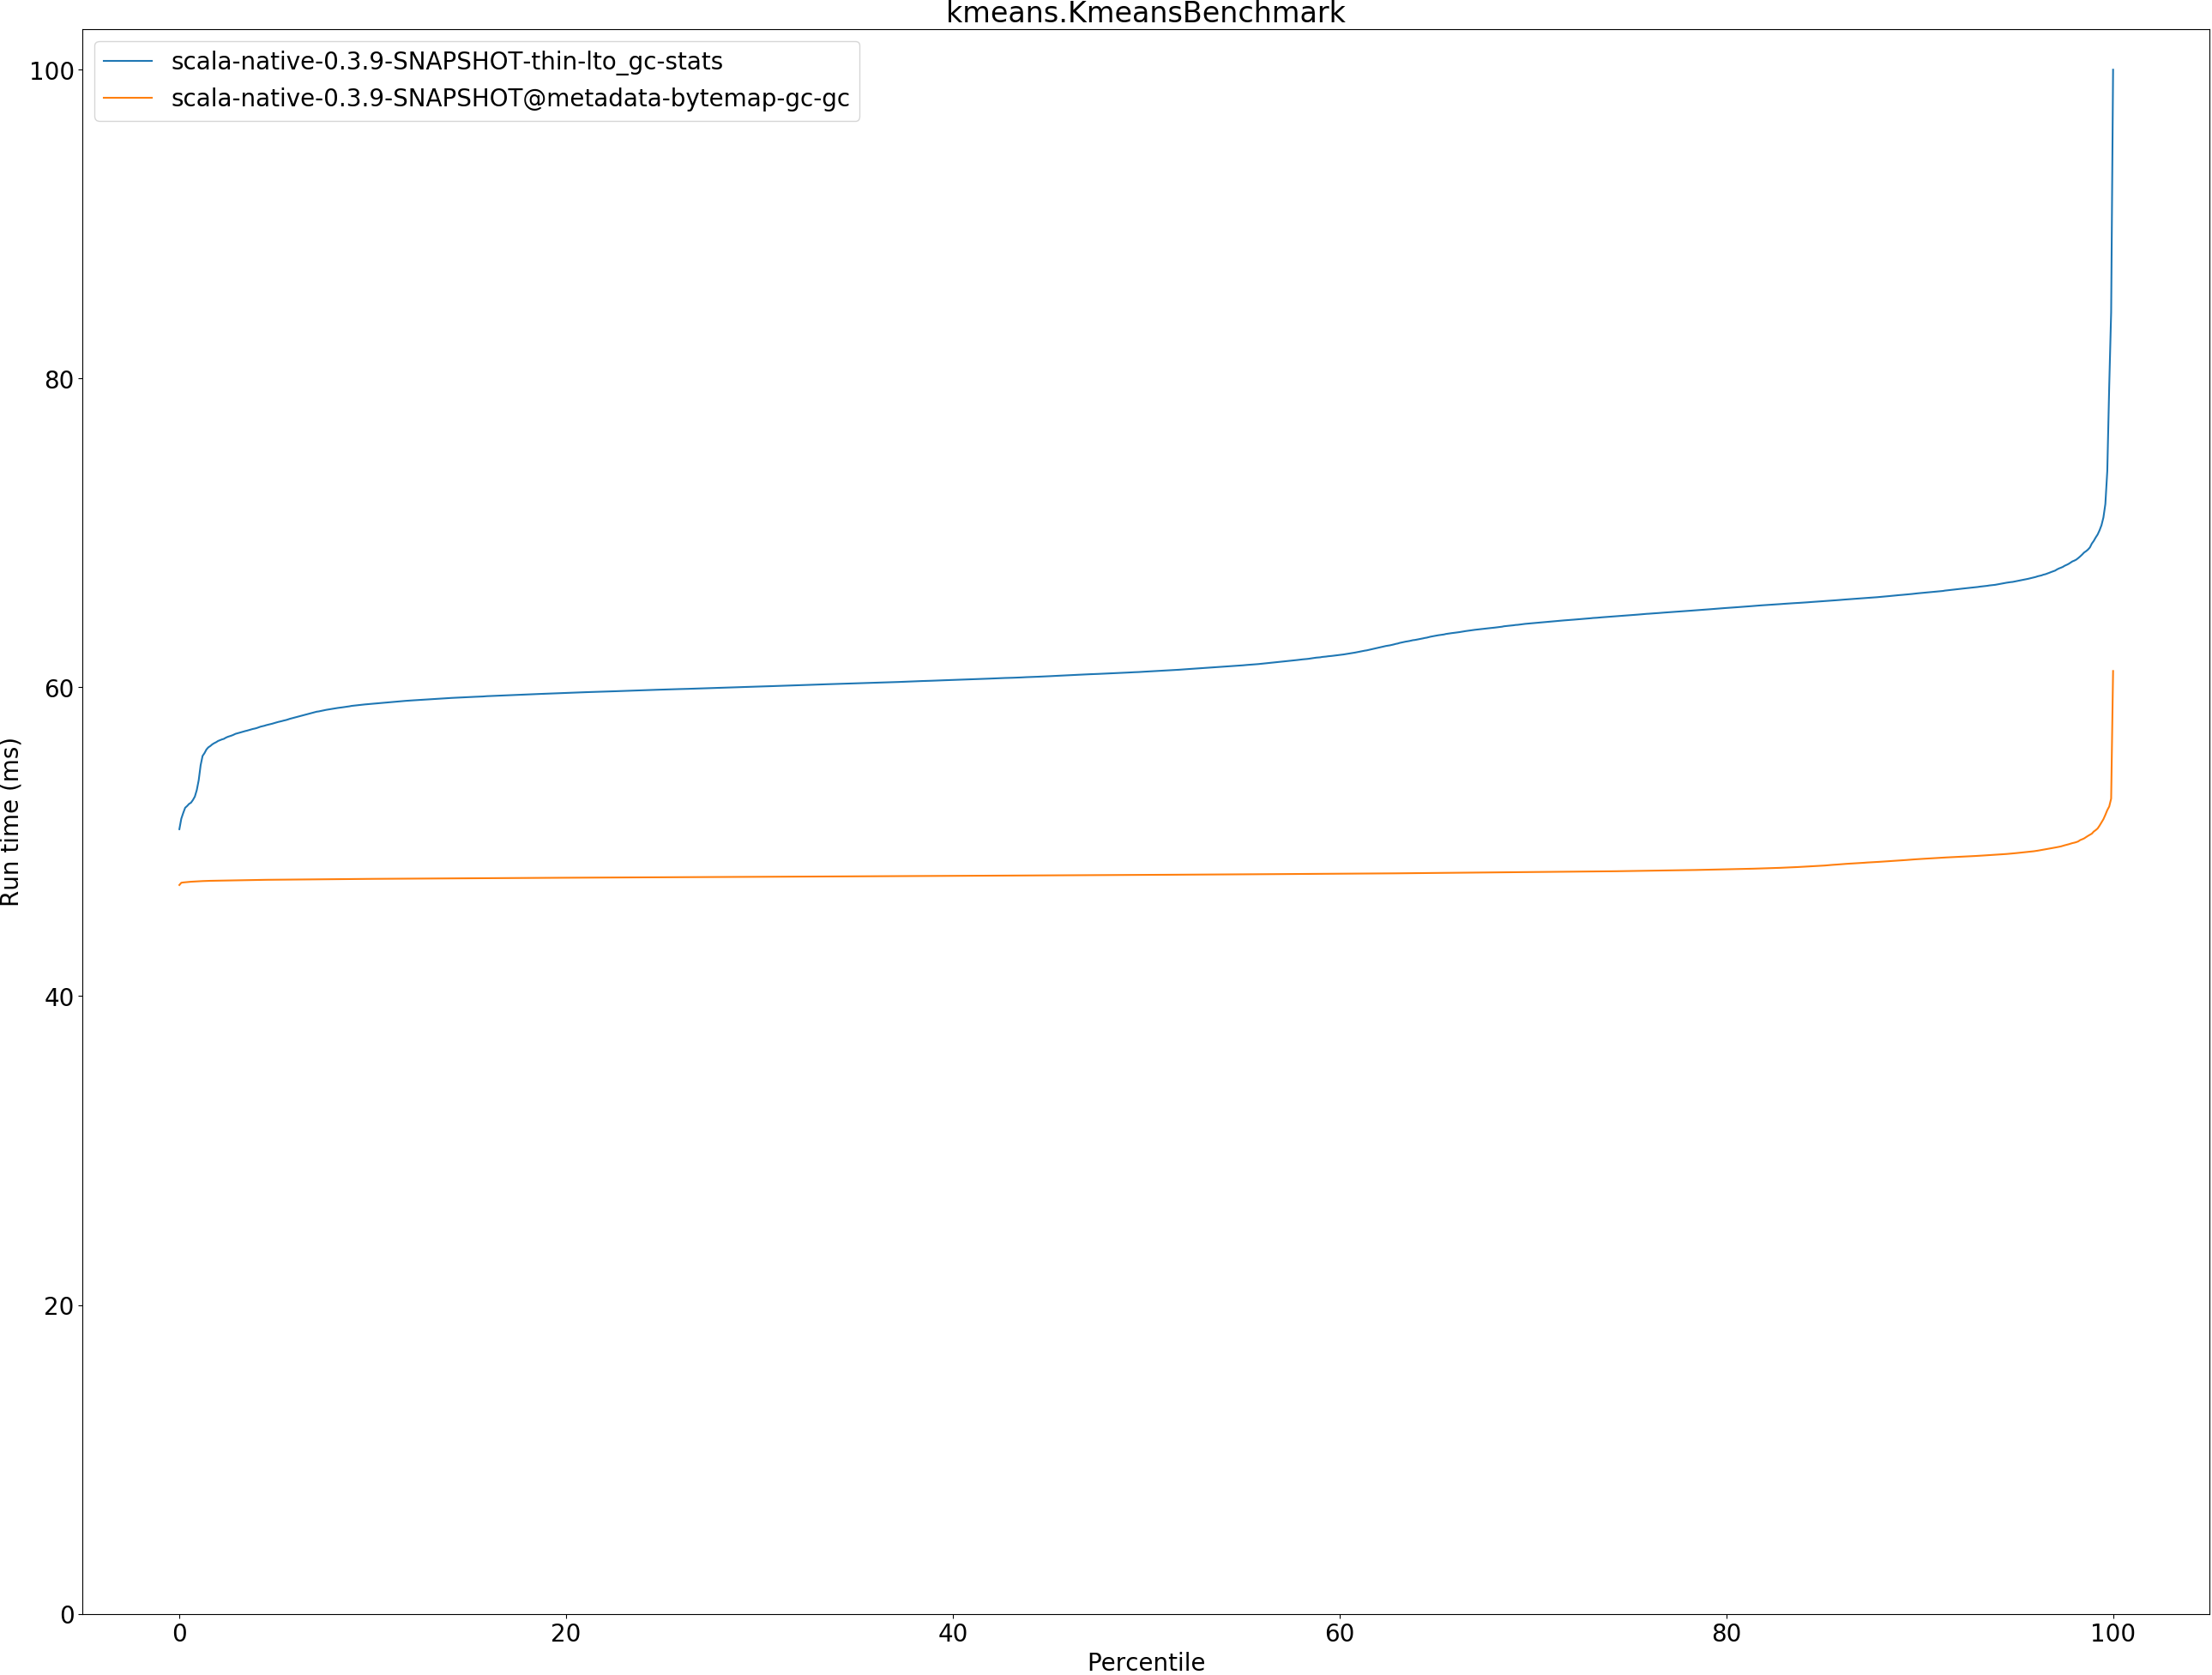 kmeans.KmeansBenchmark
scala-native-0.3.9-SNAPSHOT-thin-lto_gc-stats
scala-native-0.3.9-SNAPSHOT@metadata-bytemap-gc-gc
100
80
60
40
20
0
Run time (ms)
0 20 40 60 80 100
Percentile